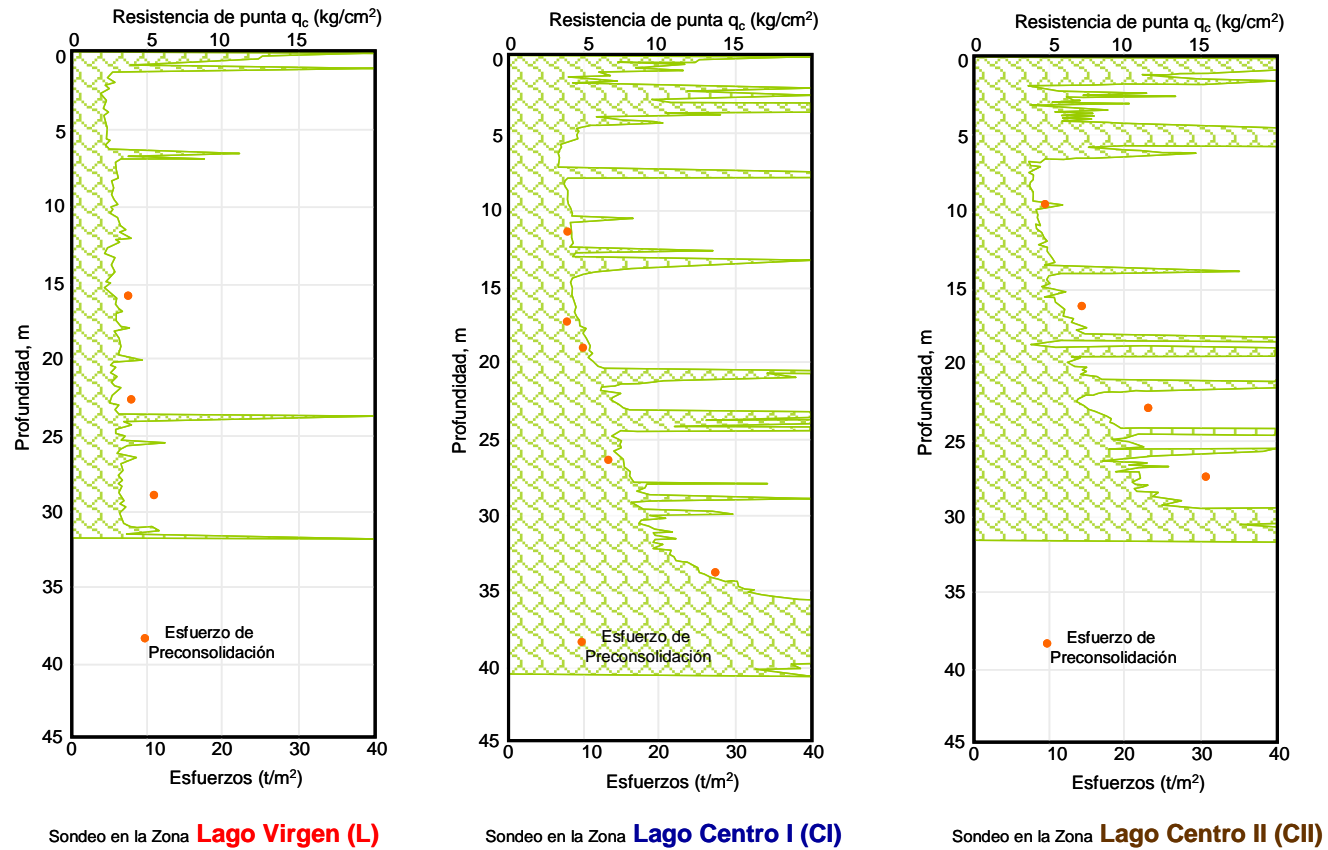 Resistencia de punta qc (kg/cm2)
0 5 10 15
0
5
10
15
20
25
30
35
40
45
Profundidad, m
Esfuerzo de
Preconsolidación
0 10 20 30 40
Esfuerzos (t/m2)
Sondeo en la Zona Lago Virgen (L)
Resistencia de punta qc (kg/cm2)
0 5 10 15
0
5
10
15
20
25
30
35
40
45
Profundidad, m
Esfuerzo de
Preconsolidación
0 10 20 30 40
Esfuerzos (t/m2)
Sondeo en la Zona Lago Centro I (CI)
Resistencia de punta qc (kg/cm2)
0 5 10 15
0
5
10
15
20
25
30
35
40
45
Profundidad, m
Esfuerzo de
Preconsolidación
0 10 20 30 40
Esfuerzos (t/m2)
Sondeo en la Zona Lago Centro II (CII)